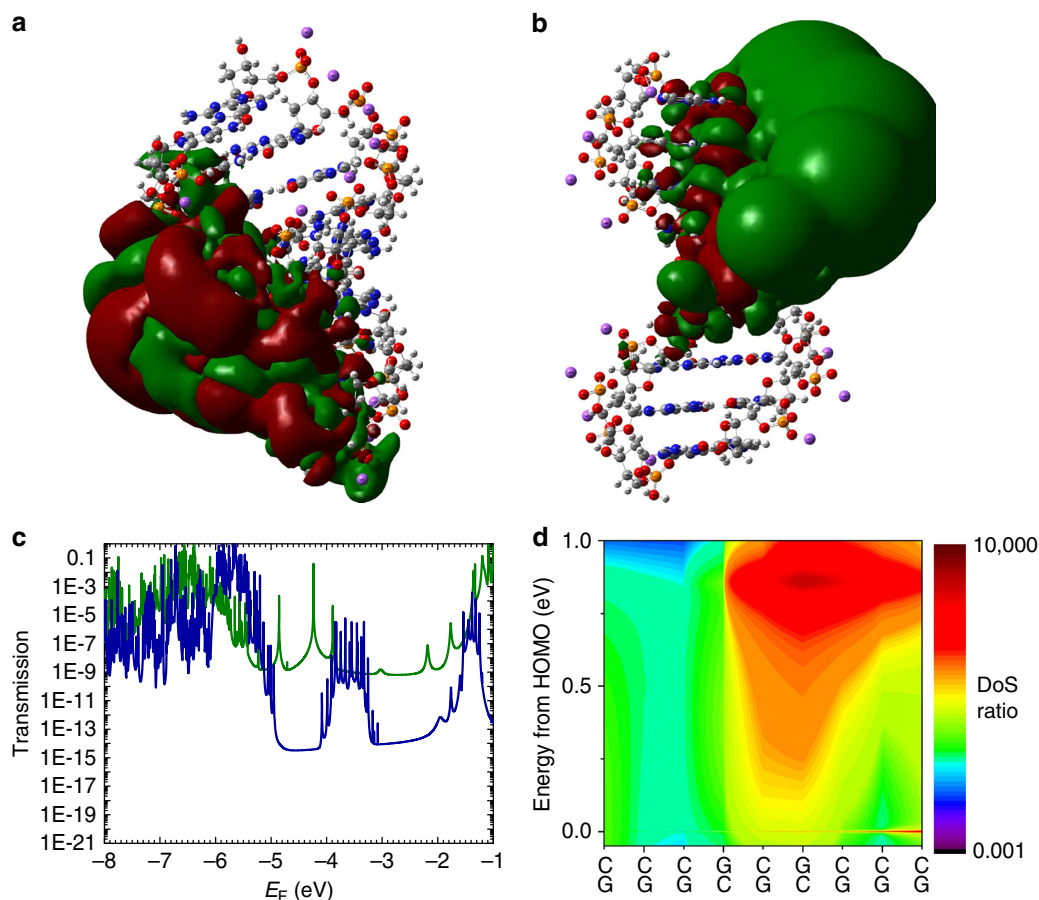 a
b
c
0.1
1E-3
1E-5
1E-7
1E-9
1E-11
1E-13
1E-15
1E-17
1E-19
1E-21
Transmission
−8 −7 −6 −5 −4 −3 −2 −1
E_F (eV)
d
1.0
0.5
0.0
Energy from HOMO (eV)
C C C G C G C C
G G G C G C G G
10,000
DoS
ratio
0.001